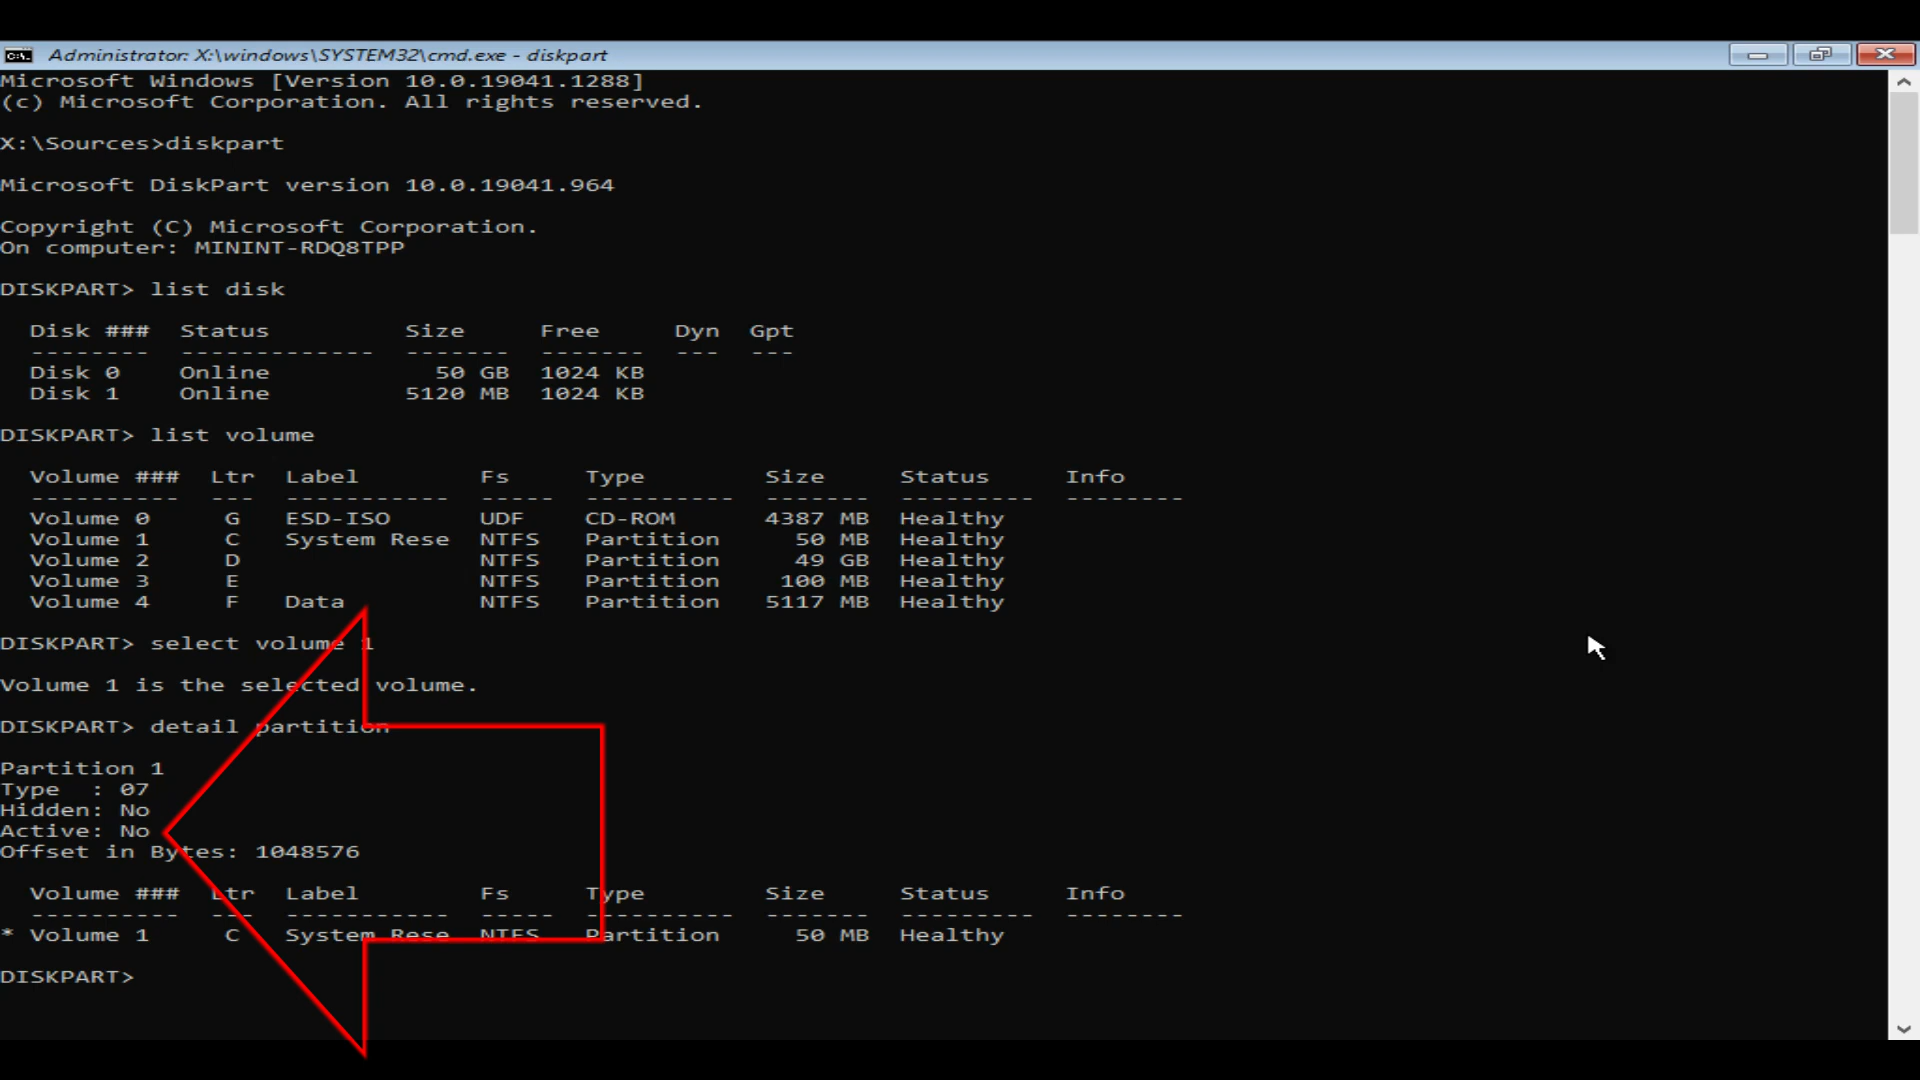 Administrator: X:\windows\SYSTEM32\cmd.exe - diskpart
Microsoft Windows [Version 10.0.19041.1288]
(c) Microsoft Corporation. All rights reserved.
X:\Sources>diskpart
Microsoft DiskPart version 10.0.19041.964
Copyright (C) Microsoft Corporation.
On computer: MININT-RDQ8TPP
DISKPART> list disk
  Disk ###  Status         Size     Free     Dyn  Gpt
  --------  -------------  -------  -------  ---  ---
  Disk 0    Online           50 GB  1024 KB
  Disk 1    Online         5120 MB  1024 KB
DISKPART> list volume
  Volume ###  Ltr  Label        Fs     Type        Size     Status     Info
  ----------  ---  -----------  -----  ----------  -------  ---------  --------
  Volume 0     G   ESD-ISO      UDF    CD-ROM      4387 MB  Healthy
  Volume 1     C   System Rese  NTFS   Partition     50 MB  Healthy
  Volume 2     D                NTFS   Partition     49 GB  Healthy
  Volume 3     E                NTFS   Partition    100 MB  Healthy
  Volume 4     F   Data         NTFS   Partition   5117 MB  Healthy
DISKPART> select volume 1
Volume 1 is the selected volume.
DISKPART> detail partition
Partition 1
Type  : 07
Hidden: No
Active: No
Offset in Bytes: 1048576
  Volume ###  Ltr  Label        Fs     Type        Size     Status     Info
  ----------  ---  -----------  -----  ----------  -------  ---------  --------
* Volume 1     C   System Rese  NTFS   Partition     50 MB  Healthy
DISKPART>